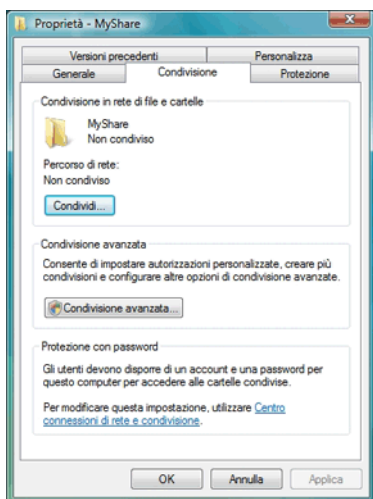 Proprietà - MyShare
Versioni precedenti
Personalizza
Generale
Condivisione
Protezione
Condivisione in rete di file e cartelle
MyShare
Non condiviso
Percorso di rete:
Non condiviso
Condividi...
Condivisione avanzata
Consente di impostare autorizzazioni personalizzate, creare più
condivisioni e configurare altre opzioni di condivisione avanzate.
Condivisione avanzata...
Protezione con password
Gli utenti devono disporre di un account e una password per
questo computer per accedere alle cartelle condivise.
Per modificare questa impostazione, utilizzare Centro
connessioni di rete e condivisione.
OK
Annulla
Applica